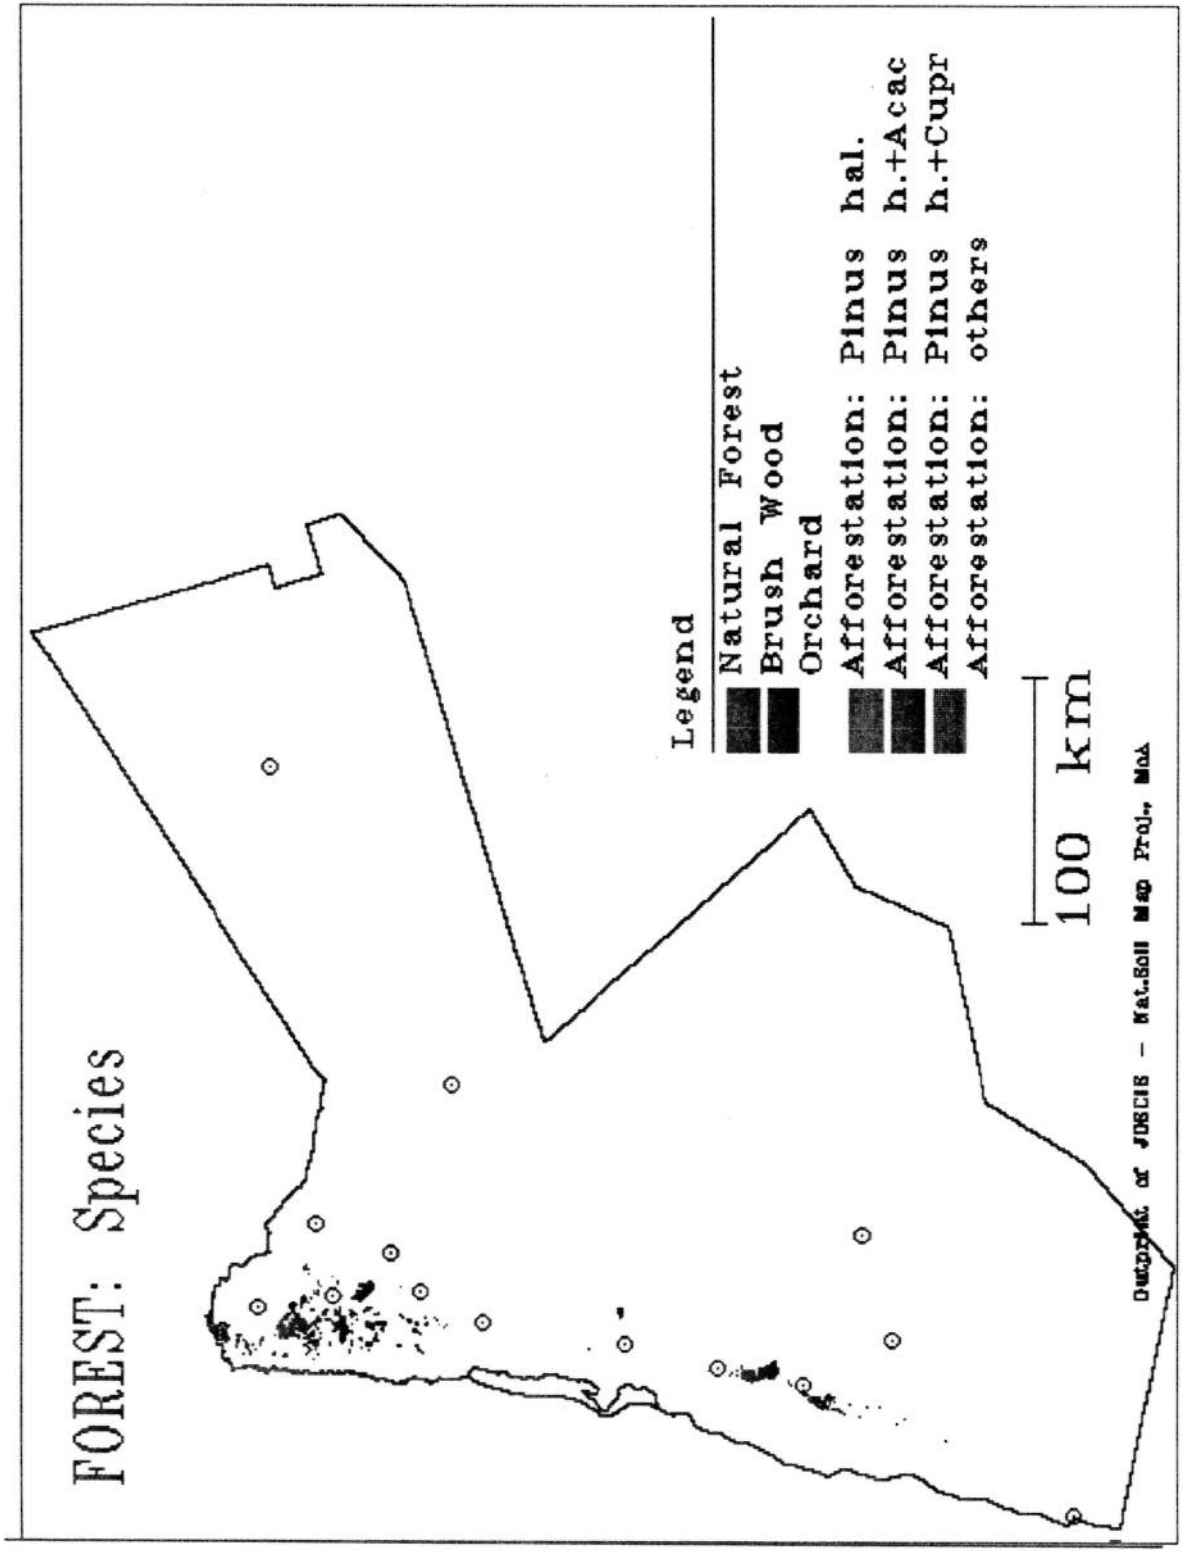 FOREST: Species
Legend
Natural Forest
Brush Wood
Orchard
Afforestation: Pinus hal.
Afforestation: Pinus h.+Acac
Afforestation: Pinus h.+Cupr
Afforestation: others
100 km
Outprint of JOSCIS - Nat.Soil Map Proj., MoA